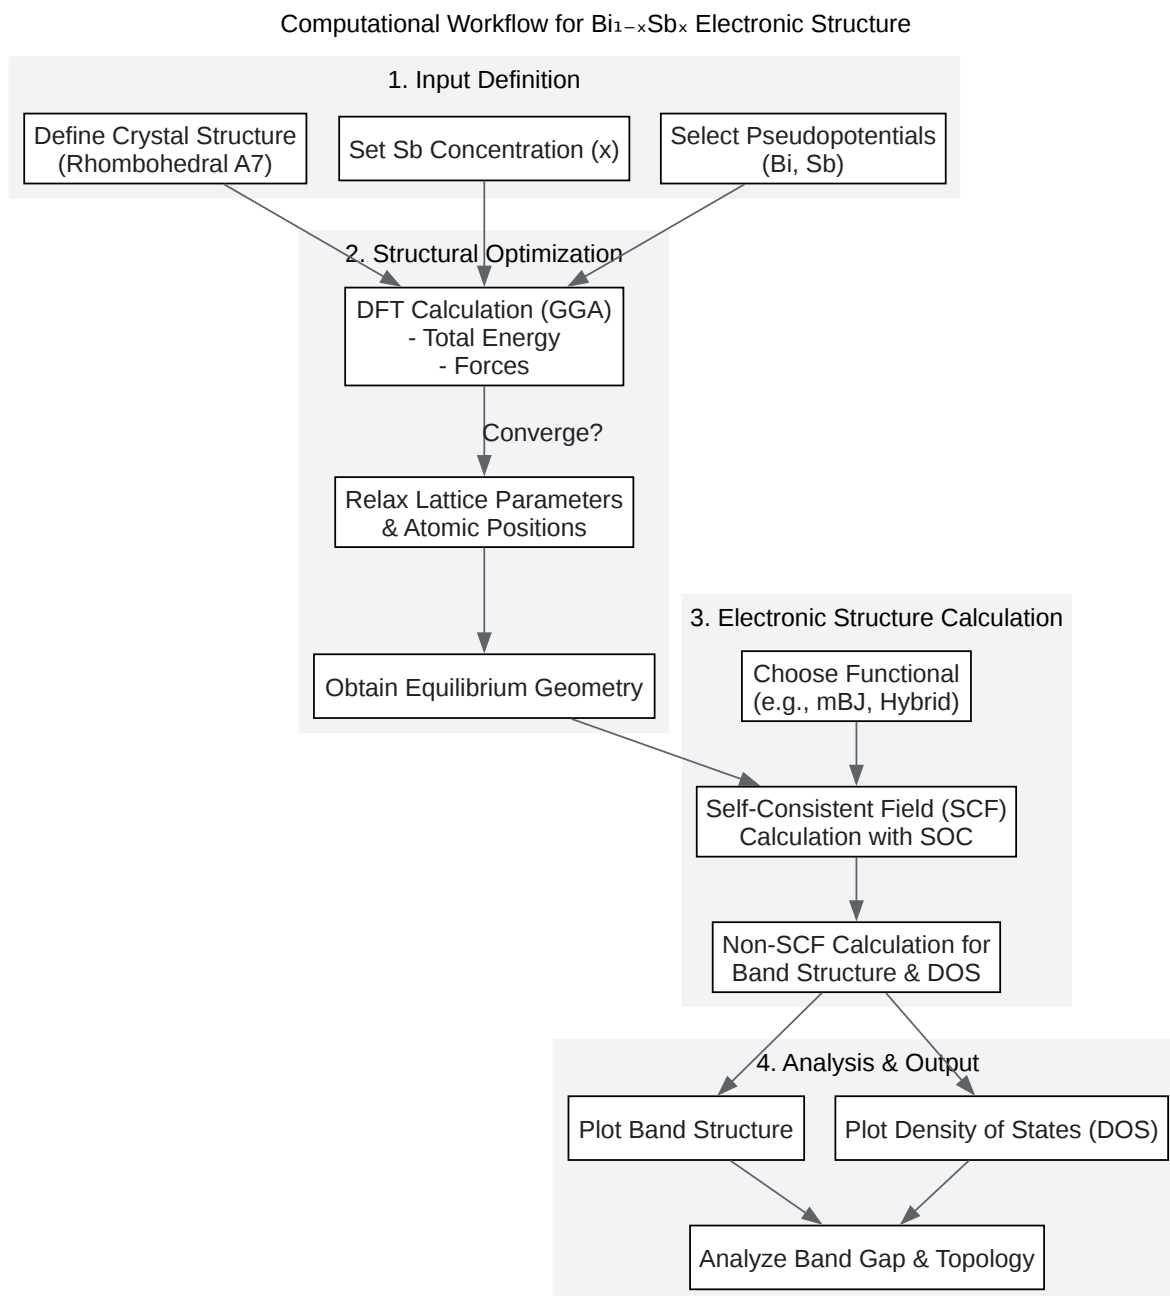 Computational Workflow for Bi₁₋ₓSbₓ Electronic Structure
1. Input Definition
Define Crystal Structure
(Rhombohedral A7)
Set Sb Concentration (x)
Select Pseudopotentials
(Bi, Sb)
2. Structural Optimization
DFT Calculation (GGA)
- Total Energy
- Forces
Converge?
Relax Lattice Parameters
& Atomic Positions
Obtain Equilibrium Geometry
3. Electronic Structure Calculation
Choose Functional
(e.g., mBJ, Hybrid)
Self-Consistent Field (SCF)
Calculation with SOC
Non-SCF Calculation for
Band Structure & DOS
4. Analysis & Output
Plot Band Structure
Plot Density of States (DOS)
Analyze Band Gap & Topology